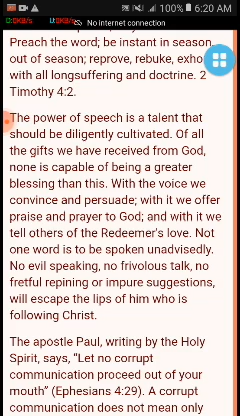 100% 6:20 AM
U:0KB/s
No internet connection
Preach the word; be instant in season,
out of season; reprove, rebuke, exho
with all longsuffering and doctrine. 2
Timothy 4:2.
The power of speech is a talent that
should be diligently cultivated. Of all
the gifts we have received from God,
none is capable of being a greater
blessing than this. With the voice we
convince and persuade; with it we offer
praise and prayer to God; and with it we
tell others of the Redeemer's love. Not
one word is to be spoken unadvisedly.
No evil speaking, no frivolous talk, no
fretful repining or impure suggestions,
will escape the lips of him who is
following Christ.
The apostle Paul, writing by the Holy
Spirit, says, “Let no corrupt
communication proceed out of your
mouth” (Ephesians 4:29). A corrupt
communication does not mean only